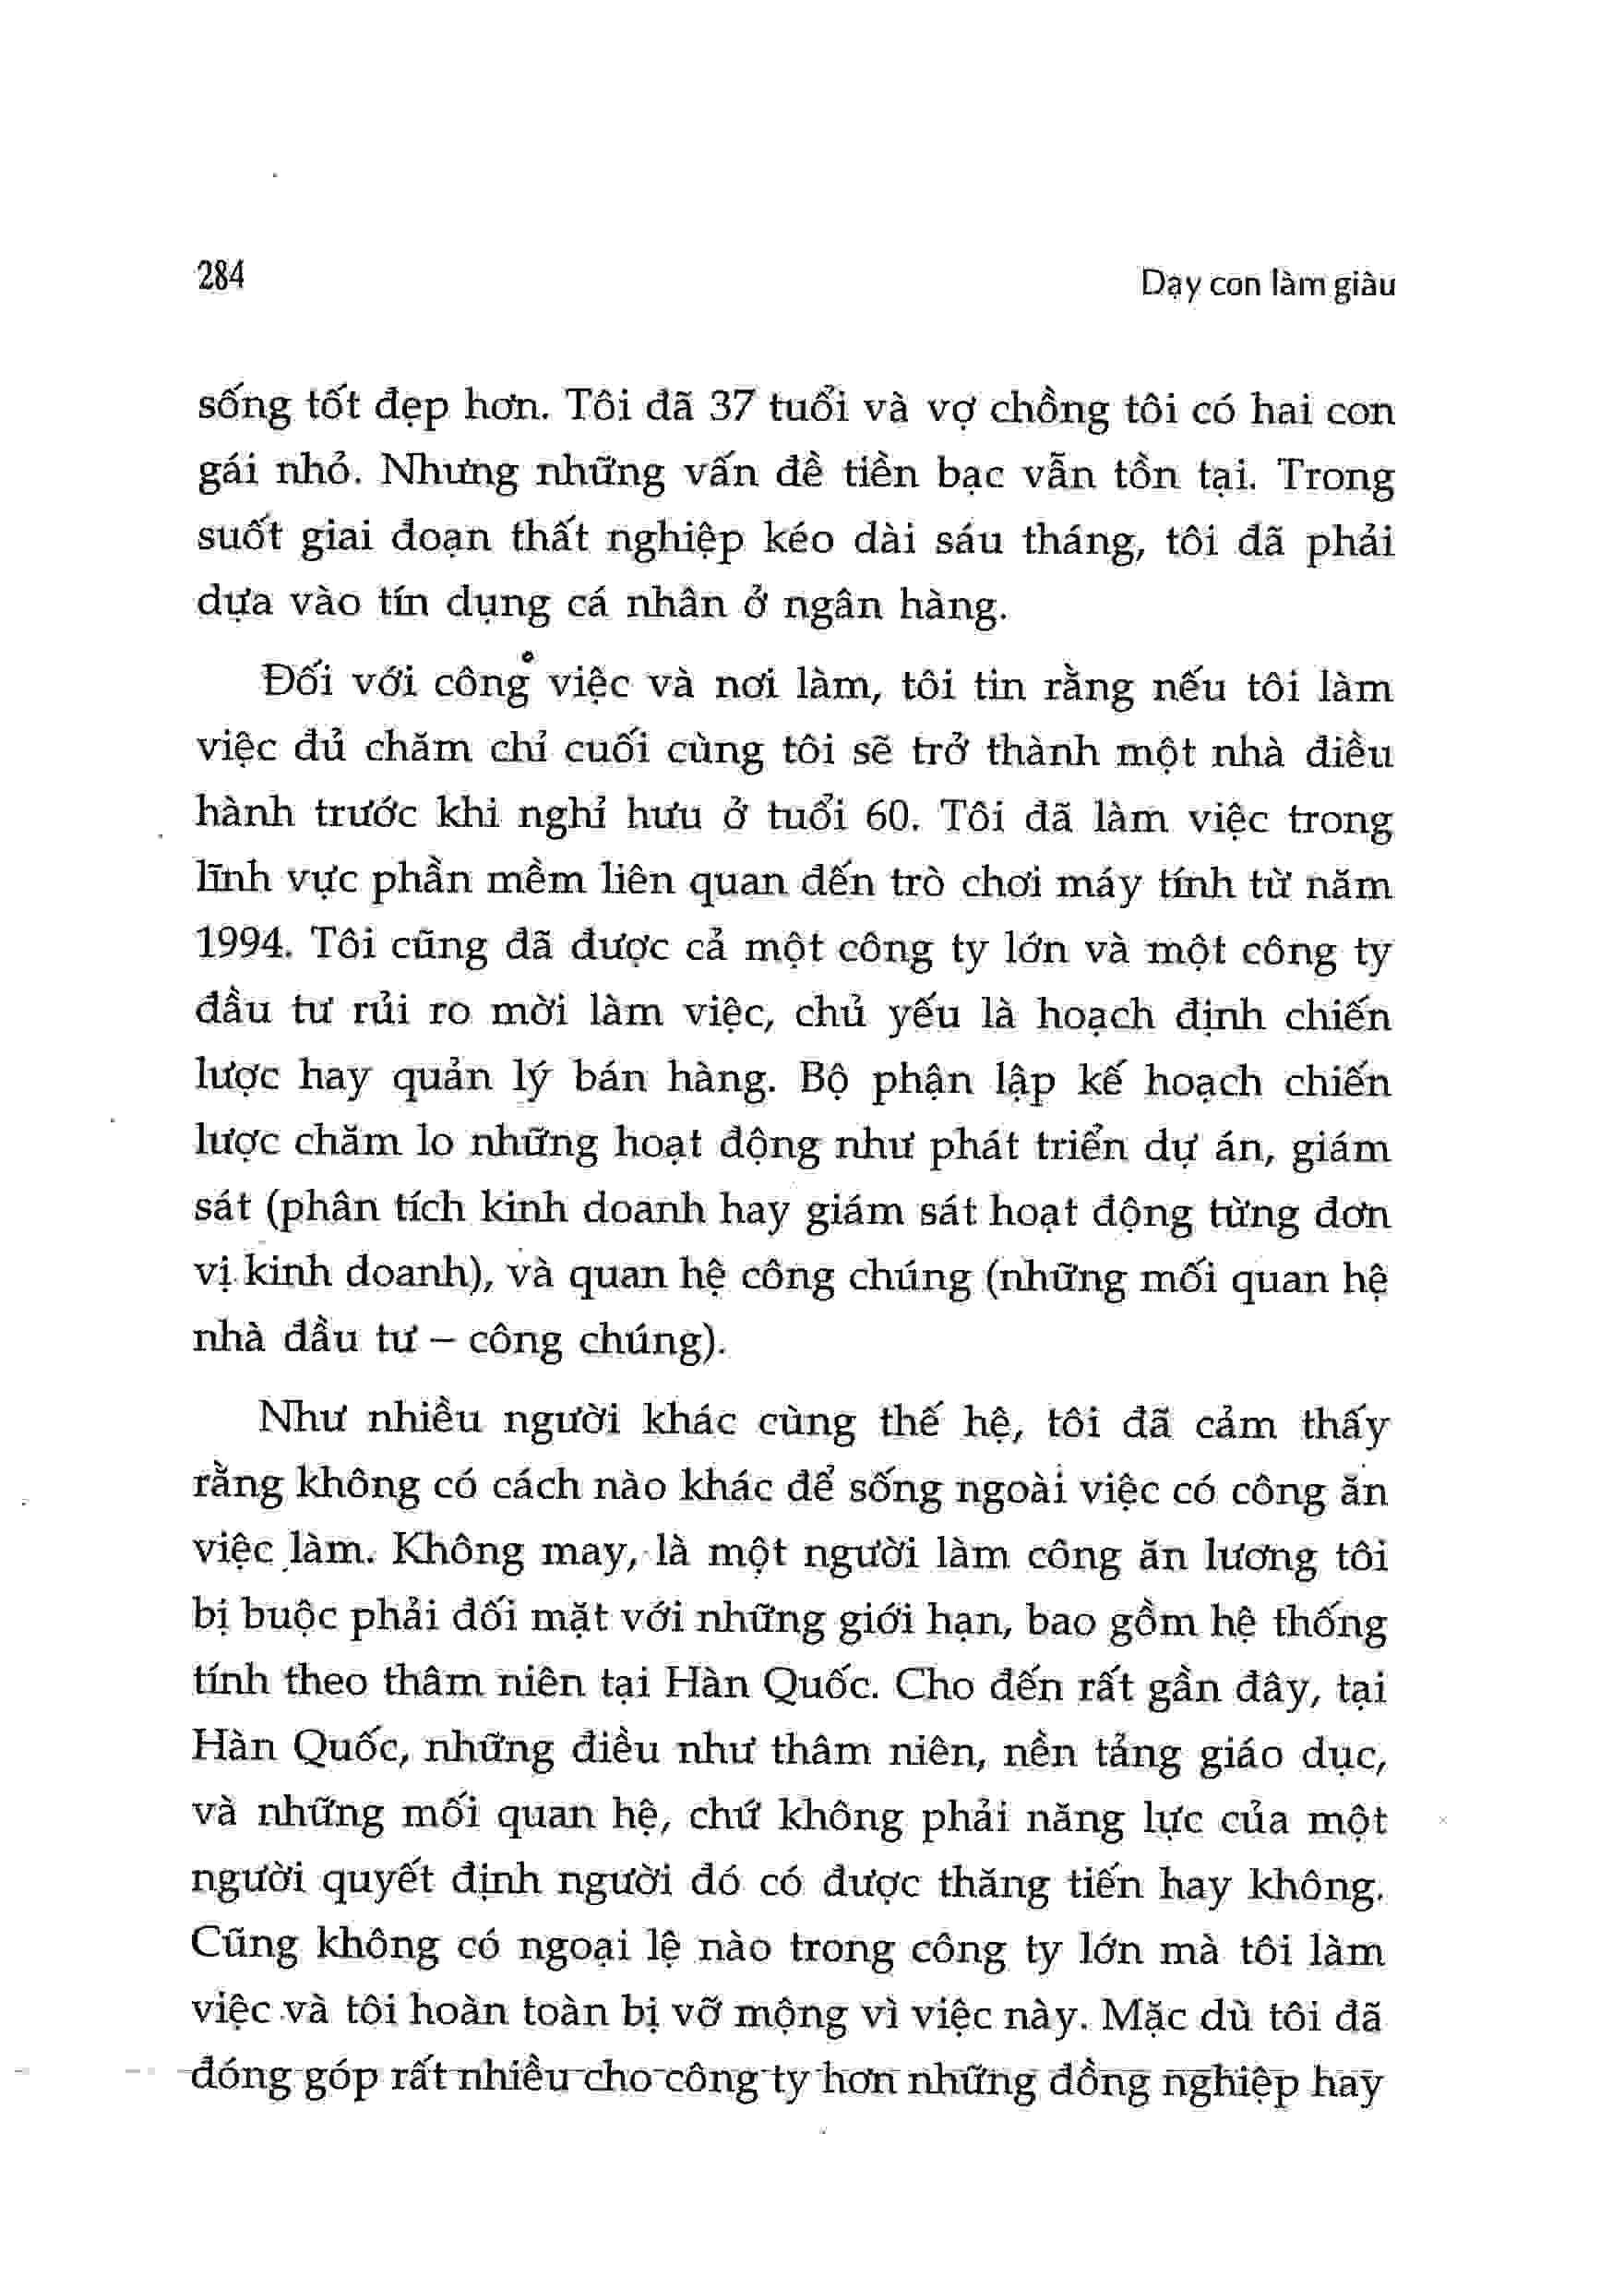 284
Dạy con làm giàu
sống tốt đẹp hơn. Tôi đã 37 tuổi và vợ chồng tôi có hai con
gái nhỏ. Nhưng những vấn đề tiền bạc vẫn tồn tại. Trong
suốt giai đoạn thất nghiệp kéo dài sáu tháng, tôi đã phải
dựa vào tín dụng cá nhân ở ngân hàng.
Đối với công việc và nơi làm, tôi tin rằng nếu tôi làm
việc đủ chăm chỉ cuối cùng tôi sẽ trở thành một nhà điều
hành trước khi nghỉ hưu ở tuổi 60. Tôi đã làm việc trong
lĩnh vực phần mềm liên quan đến trò chơi máy tính từ năm
1994. Tôi cũng đã được cả một công ty lớn và một công ty
đầu tư rủi ro mời làm việc, chủ yếu là hoạch định chiến
lược hay quản lý bán hàng. Bộ phận lập kế hoạch chiến
lược chăm lo những hoạt động như phát triển dự án, giám
sát (phân tích kinh doanh hay giám sát hoạt động từng đơn
vị kinh doanh), và quan hệ công chúng (những mối quan hệ
nhà đầu tư – công chúng).
Như nhiều người khác cùng thế hệ, tôi đã cảm thấy
rằng không có cách nào khác để sống ngoài việc có công ăn
việc làm. Không may, là một người làm công ăn lương tôi
bị buộc phải đối mặt với những giới hạn, bao gồm hệ thống
tính theo thâm niên tại Hàn Quốc. Cho đến rất gần đây, tại
Hàn Quốc, những điều như thâm niên, nền tảng giáo dục,
và những mối quan hệ, chứ không phải năng lực của một
người quyết định người đó có được thăng tiến hay không.
Cũng không có ngoại lệ nào trong công ty lớn mà tôi làm
việc và tôi hoàn toàn bị vỡ mộng vì việc này. Mặc dù tôi đã
đóng góp rất nhiều cho công ty hơn những đồng nghiệp hay